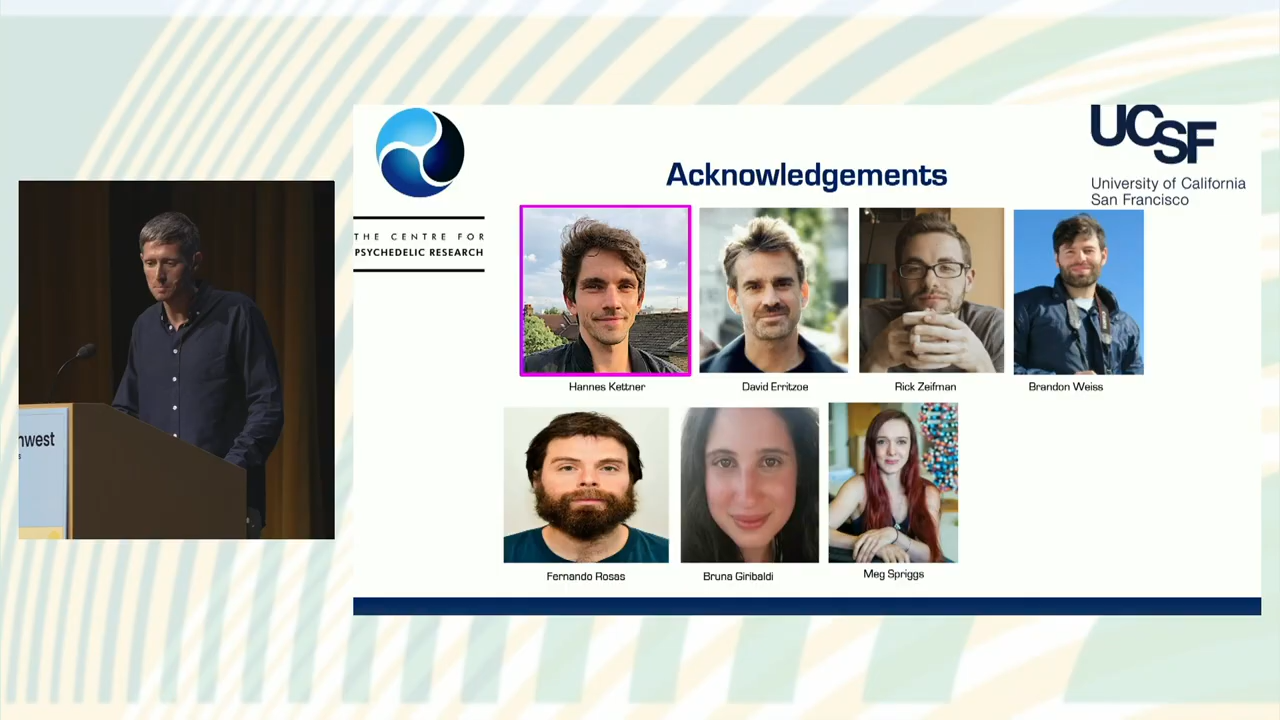 UCSF
University of California
San Francisco
Acknowledgements
THE CENTRE FOR
PSYCHEDELIC RESEARCH
Hannes Kettner
David Erritzoe
Rick Zeifman
Brandon Weiss
Fernando Rosas
Bruna Giribaldi
Meg Spriggs
nwest